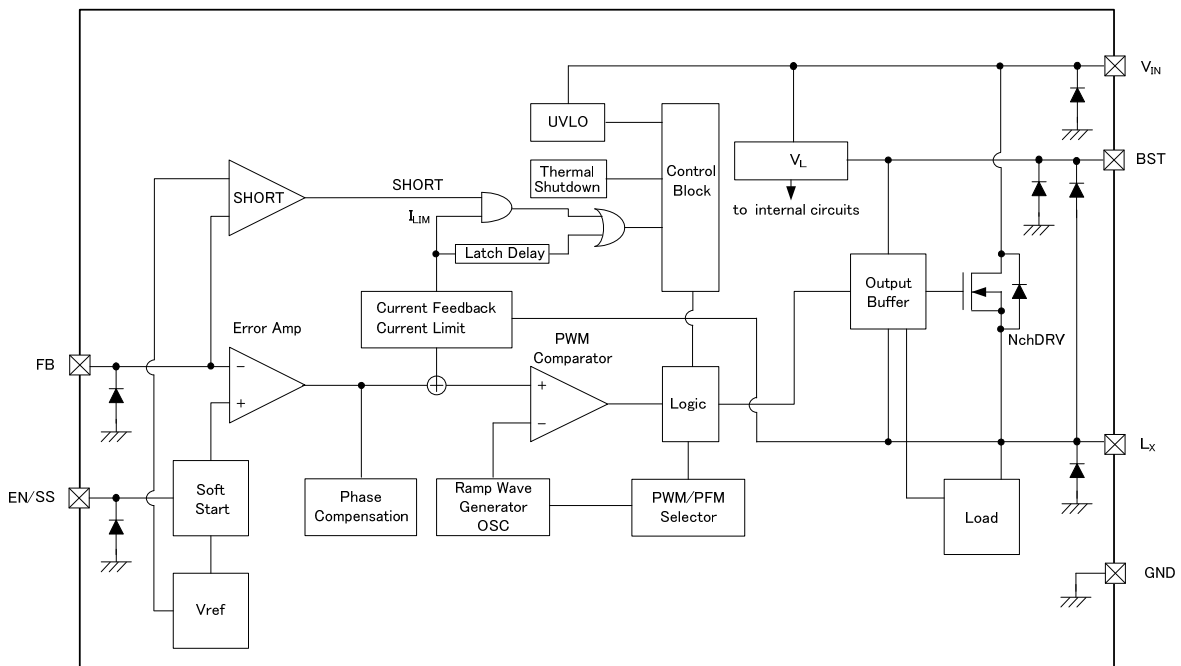 V_IN
UVLO
BST
V_L
Control
Block
Thermal
Shutdown
SHORT
SHORT
to internal circuits
I_LIM
Latch Delay
Output
Buffer
Current Feedback
Current Limit
Error Amp
PWM
Comparator
NchDRV
FB
−
+
+
−
Logic
L_X
EN/SS
Soft
Start
Phase
Compensation
Ramp Wave
Generator
OSC
PWM/PFM
Selector
Load
GND
Vref